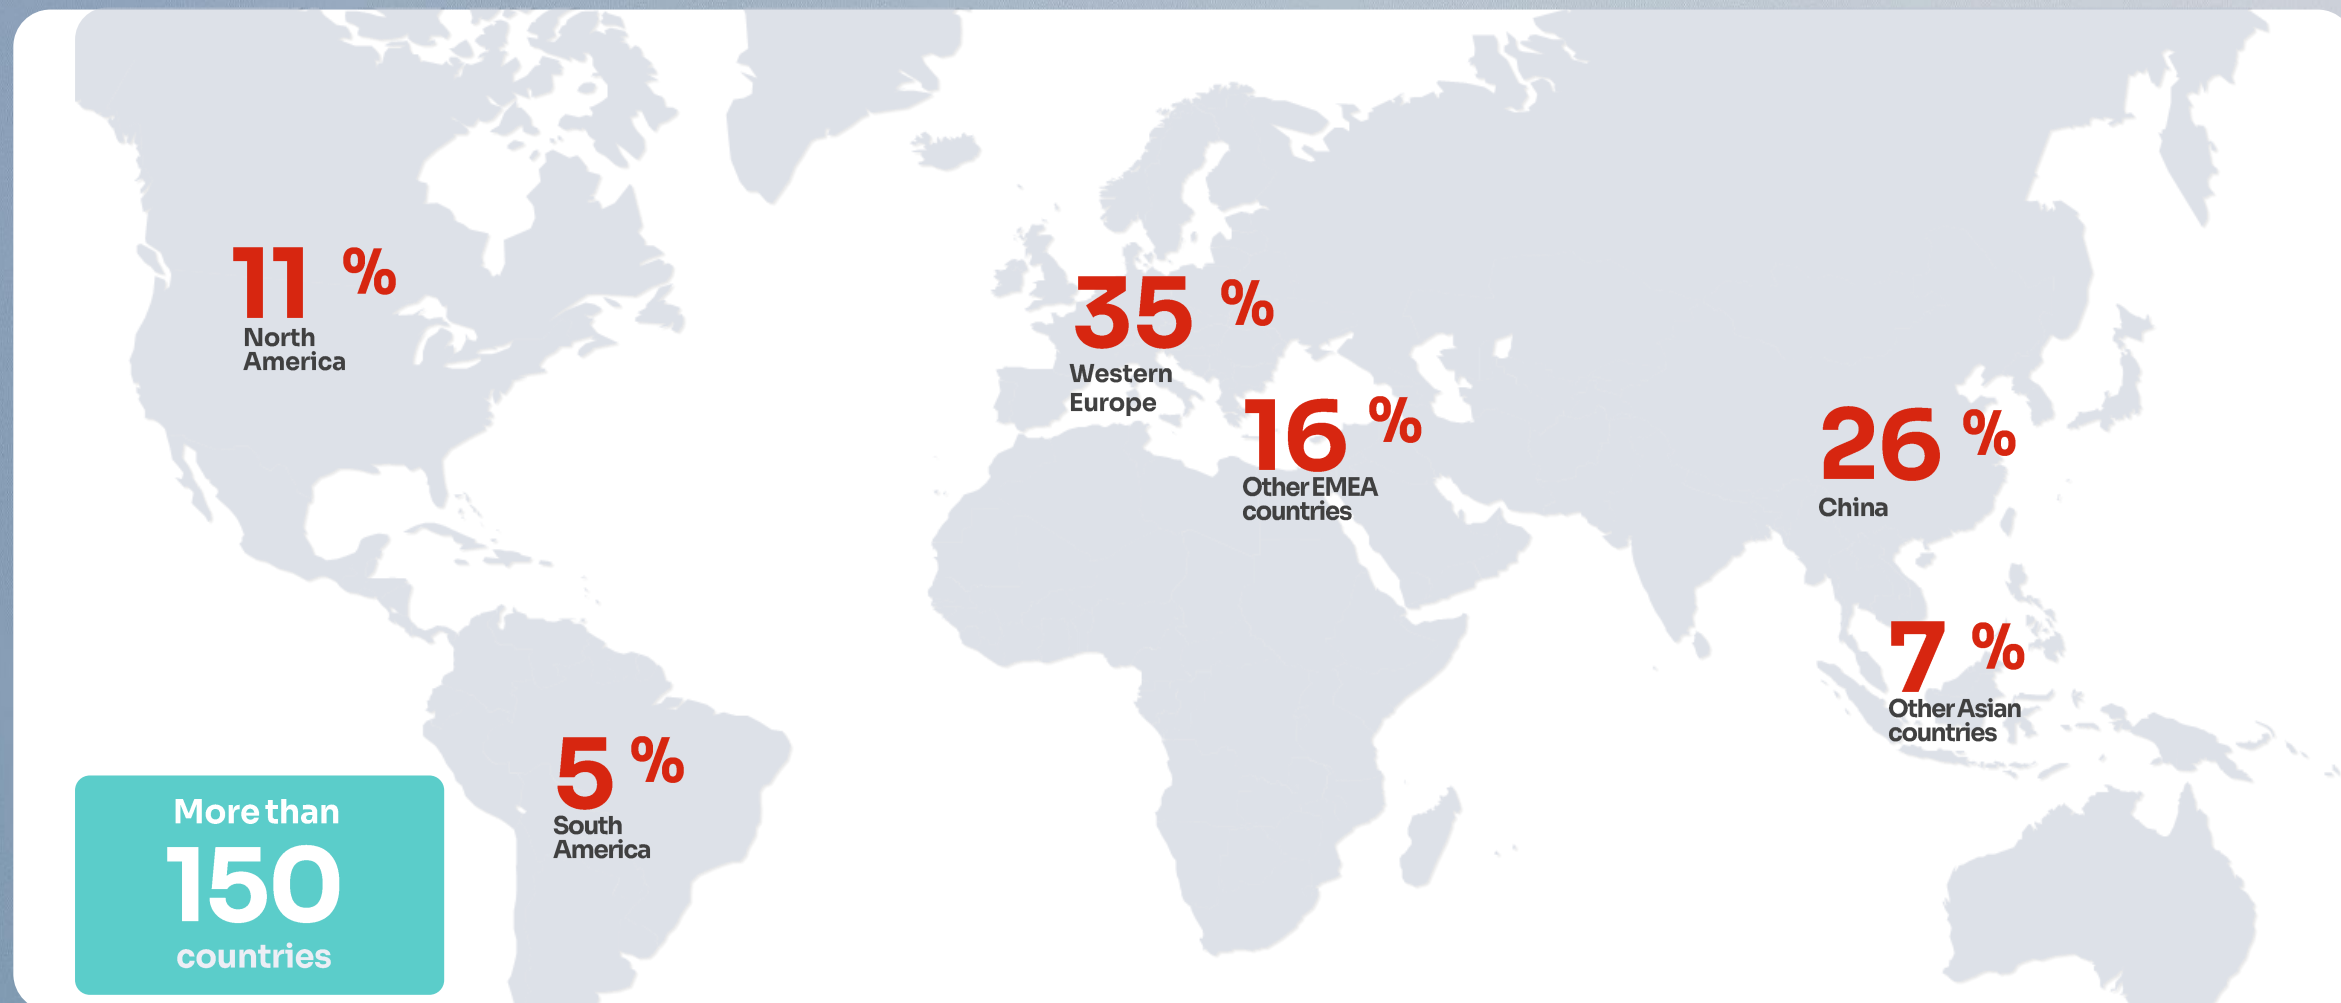 11 %
North
America
35 %
Western
Europe
16 %
Other EMEA
countries
26 %
China
7 %
Other Asian
countries
5 %
South
America
More than
150
countries